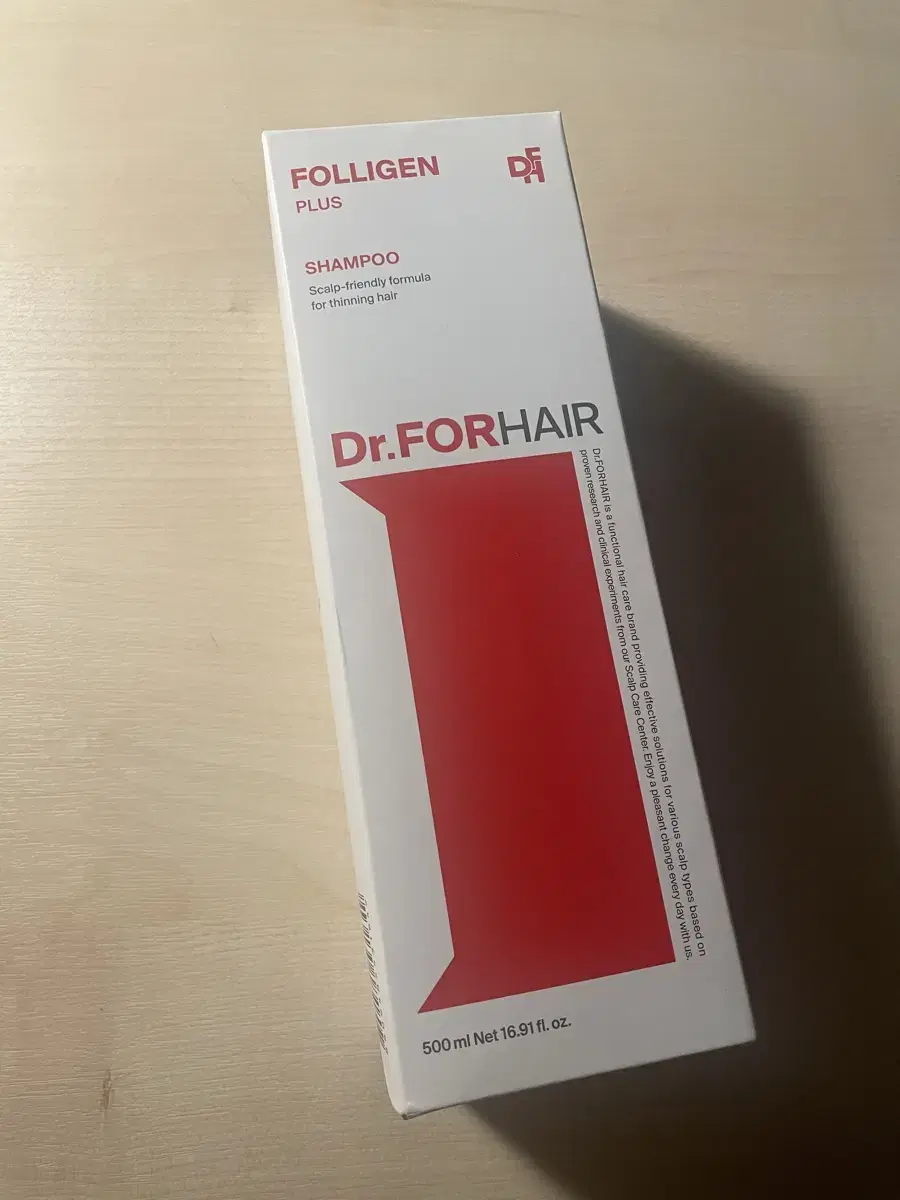 FOLLIGEN
PLUS
DFH
SHAMPOO
Scalp-friendly formula
for thinning hair
Dr.FORHAIR
Dr.FORHAIR is a functional hair care brand providing effective solutions for various scalp types based on
proven research and clinical experiments from our Scalp Care Center. Enjoy a pleasant change every day with us.
500 ml Net 16.91 fl. oz.